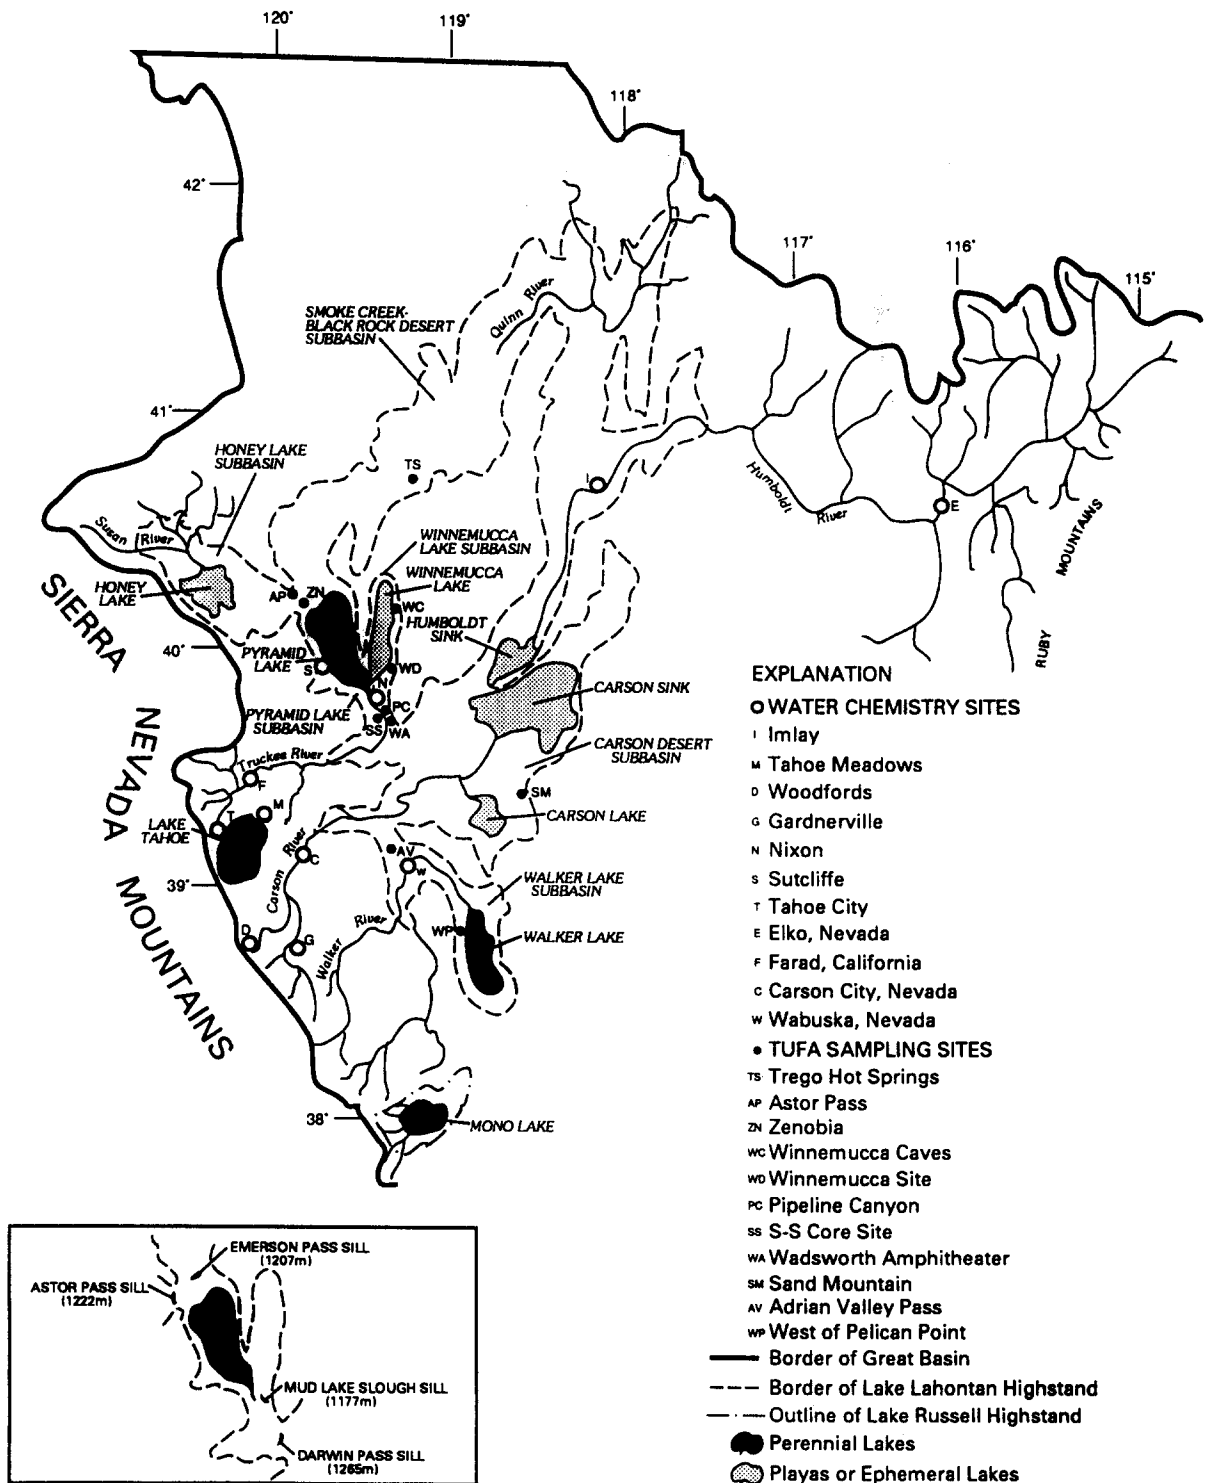 120°
119°
118°
42°
117°
116°
115°
Quinn River
SMOKE CREEK-
BLACK ROCK DESERT
SUBBASIN
41°
HONEY LAKE
SUBBASIN
TS
I
Humboldt River
E
Susan River
WINNEMUCCA
LAKE SUBBASIN
WINNEMUCCA
LAKE
MOUNTAINS
RUBY
HONEY
LAKE
AP
ZN
WC
HUMBOLDT
SINK
SIERRA
NEVADA
MOUNTAINS
40°
PYRAMID
LAKE
S
WD
N
PC
SS
WA
CARSON SINK
PYRAMID LAKE
SUBBASIN
CARSON DESERT
SUBBASIN
Truckee River
F
M
T
SM
CARSON LAKE
LAKE
TAHOE
Carson River
C
AV
W
39°
WALKER LAKE
SUBBASIN
D
G
Walker River
WP
WALKER LAKE
38°
MONO LAKE
EXPLANATION
WATER CHEMISTRY SITES
I Imlay
M Tahoe Meadows
D Woodfords
G Gardnerville
N Nixon
S Sutcliffe
T Tahoe City
E Elko, Nevada
F Farad, California
C Carson City, Nevada
W Wabuska, Nevada
TUFA SAMPLING SITES
TS Trego Hot Springs
AP Astor Pass
ZN Zenobia
WC Winnemucca Caves
WD Winnemucca Site
PC Pipeline Canyon
SS S-S Core Site
WA Wadsworth Amphitheater
SM Sand Mountain
AV Adrian Valley Pass
WP West of Pelican Point
Border of Great Basin
Border of Lake Lahontan Highstand
Outline of Lake Russell Highstand
Perennial Lakes
Playas or Ephemeral Lakes
EMERSON PASS SILL
(1207m)
ASTOR PASS SILL
(1222m)
MUD LAKE SLOUGH SILL
(1177m)
DARWIN PASS SILL
(1265m)